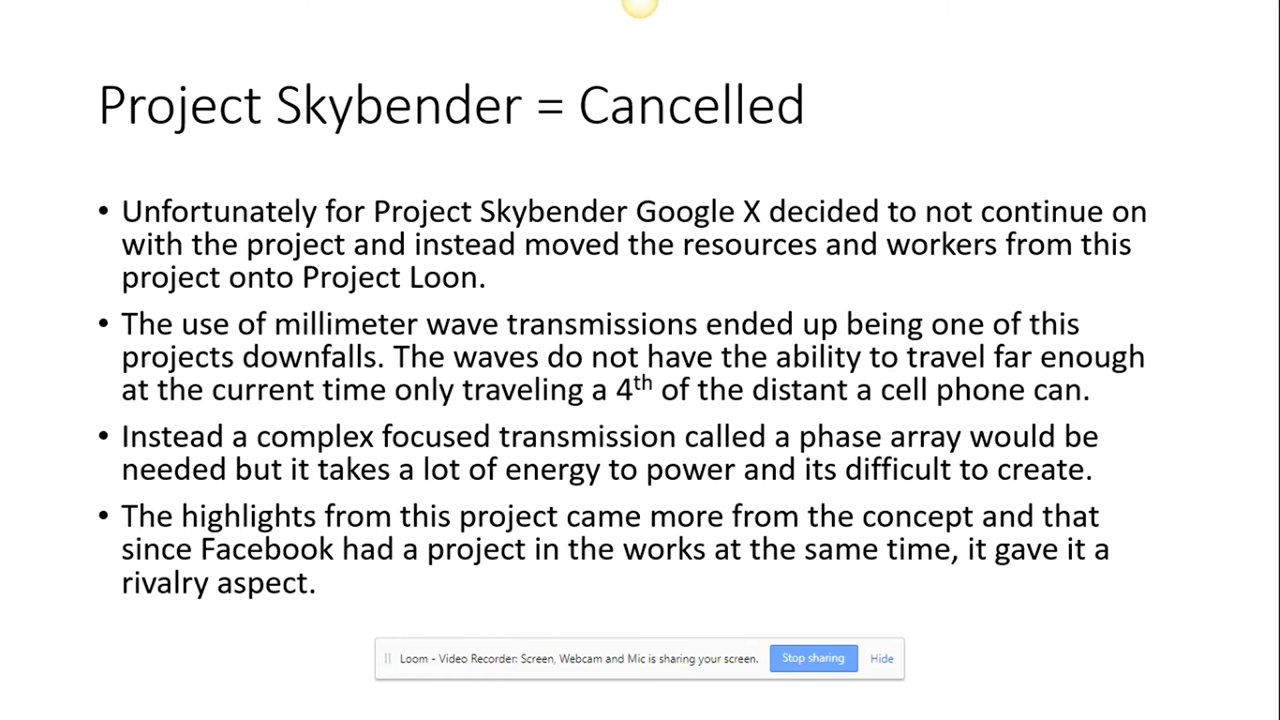 Project Skybender = Cancelled
• Unfortunately for Project Skybender Google X decided to not continue on
with the project and instead moved the resources and workers from this
project onto Project Loon.
• The use of millimeter wave transmissions ended up being one of this
projects downfalls. The waves do not have the ability to travel far enough
at the current time only traveling a 4th of the distant a cell phone can.
• Instead a complex focused transmission called a phase array would be
needed but it takes a lot of energy to power and its difficult to create.
• The highlights from this project came more from the concept and that
since Facebook had a project in the works at the same time, it gave it a
rivalry aspect.
Loom - Video Recorder: Screen, Webcam and Mic is sharing your screen. Stop sharing Hide